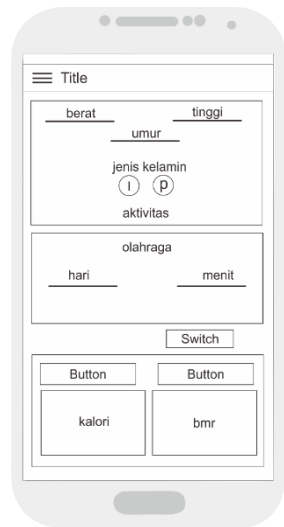 Title
berat tinggi
umur
jenis kelamin
l p
aktivitas
olahraga
hari menit
Switch
Button Button
kalori bmr